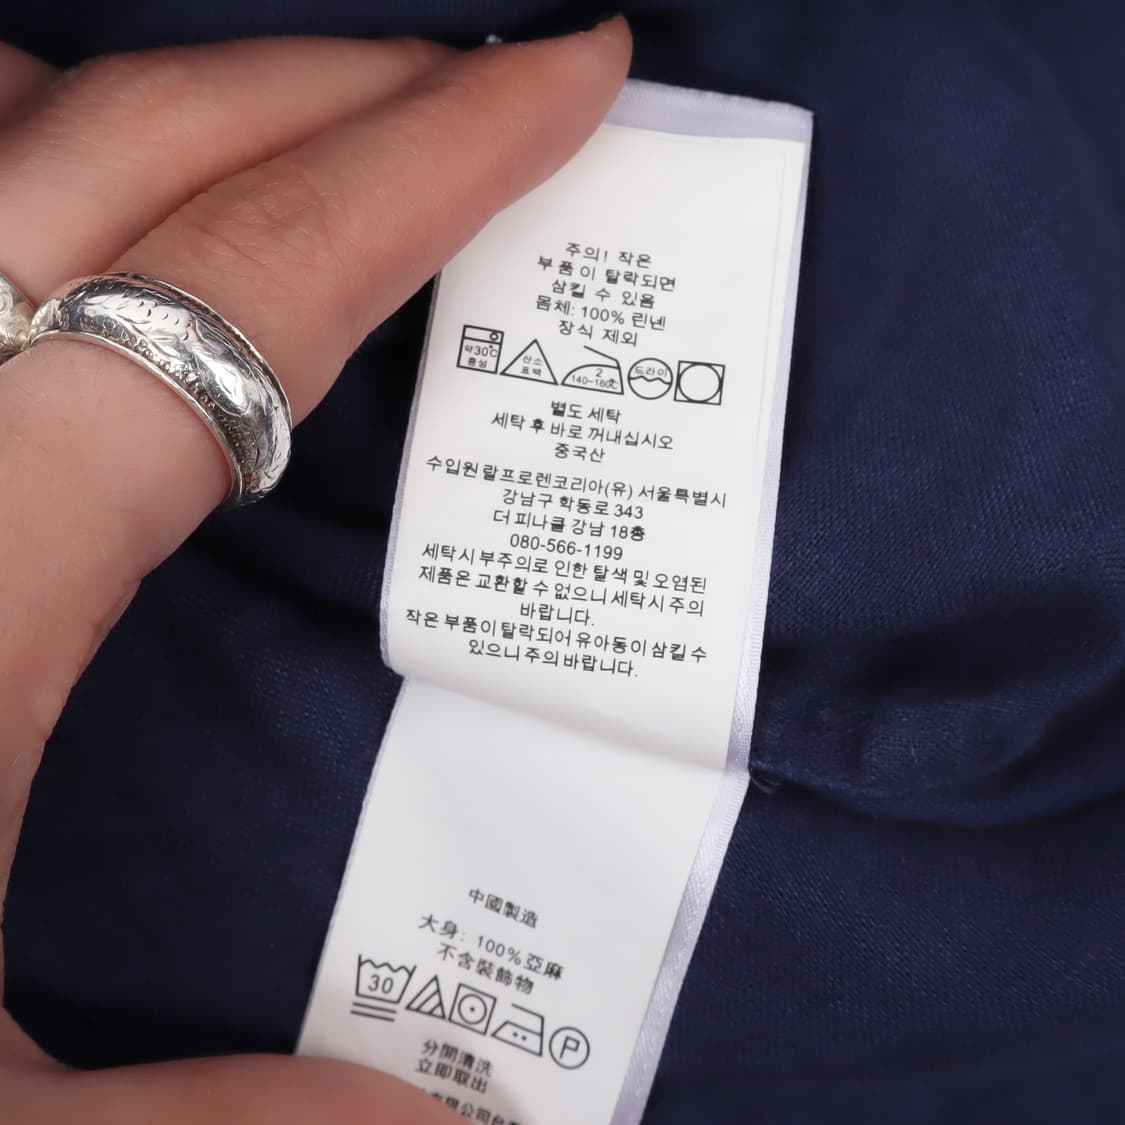 주의! 작은
부품이 탈락되면
삼킬 수 있음
몸체: 100% 린넨
장식 제외
약30℃ 중성
산소 표백
2 140~160℃
드라이
별도 세탁
세탁 후 바로 꺼내십시오
중국산
수입원 랄프로렌코리아(유) 서울특별시
강남구 학동로 343
더 피나클 강남 18층
080-566-1199
세탁시 부주의로 인한 탈색 및 오염된
제품은 교환할 수 없으니 세탁시 주의
바랍니다.
작은 부품이 탈락되어 유아동이 삼킬 수
있으니 주의 바랍니다.
中國製造
大身: 100% 亞麻
不含裝飾物
30
P
分開清洗
立即取出
有限公司台